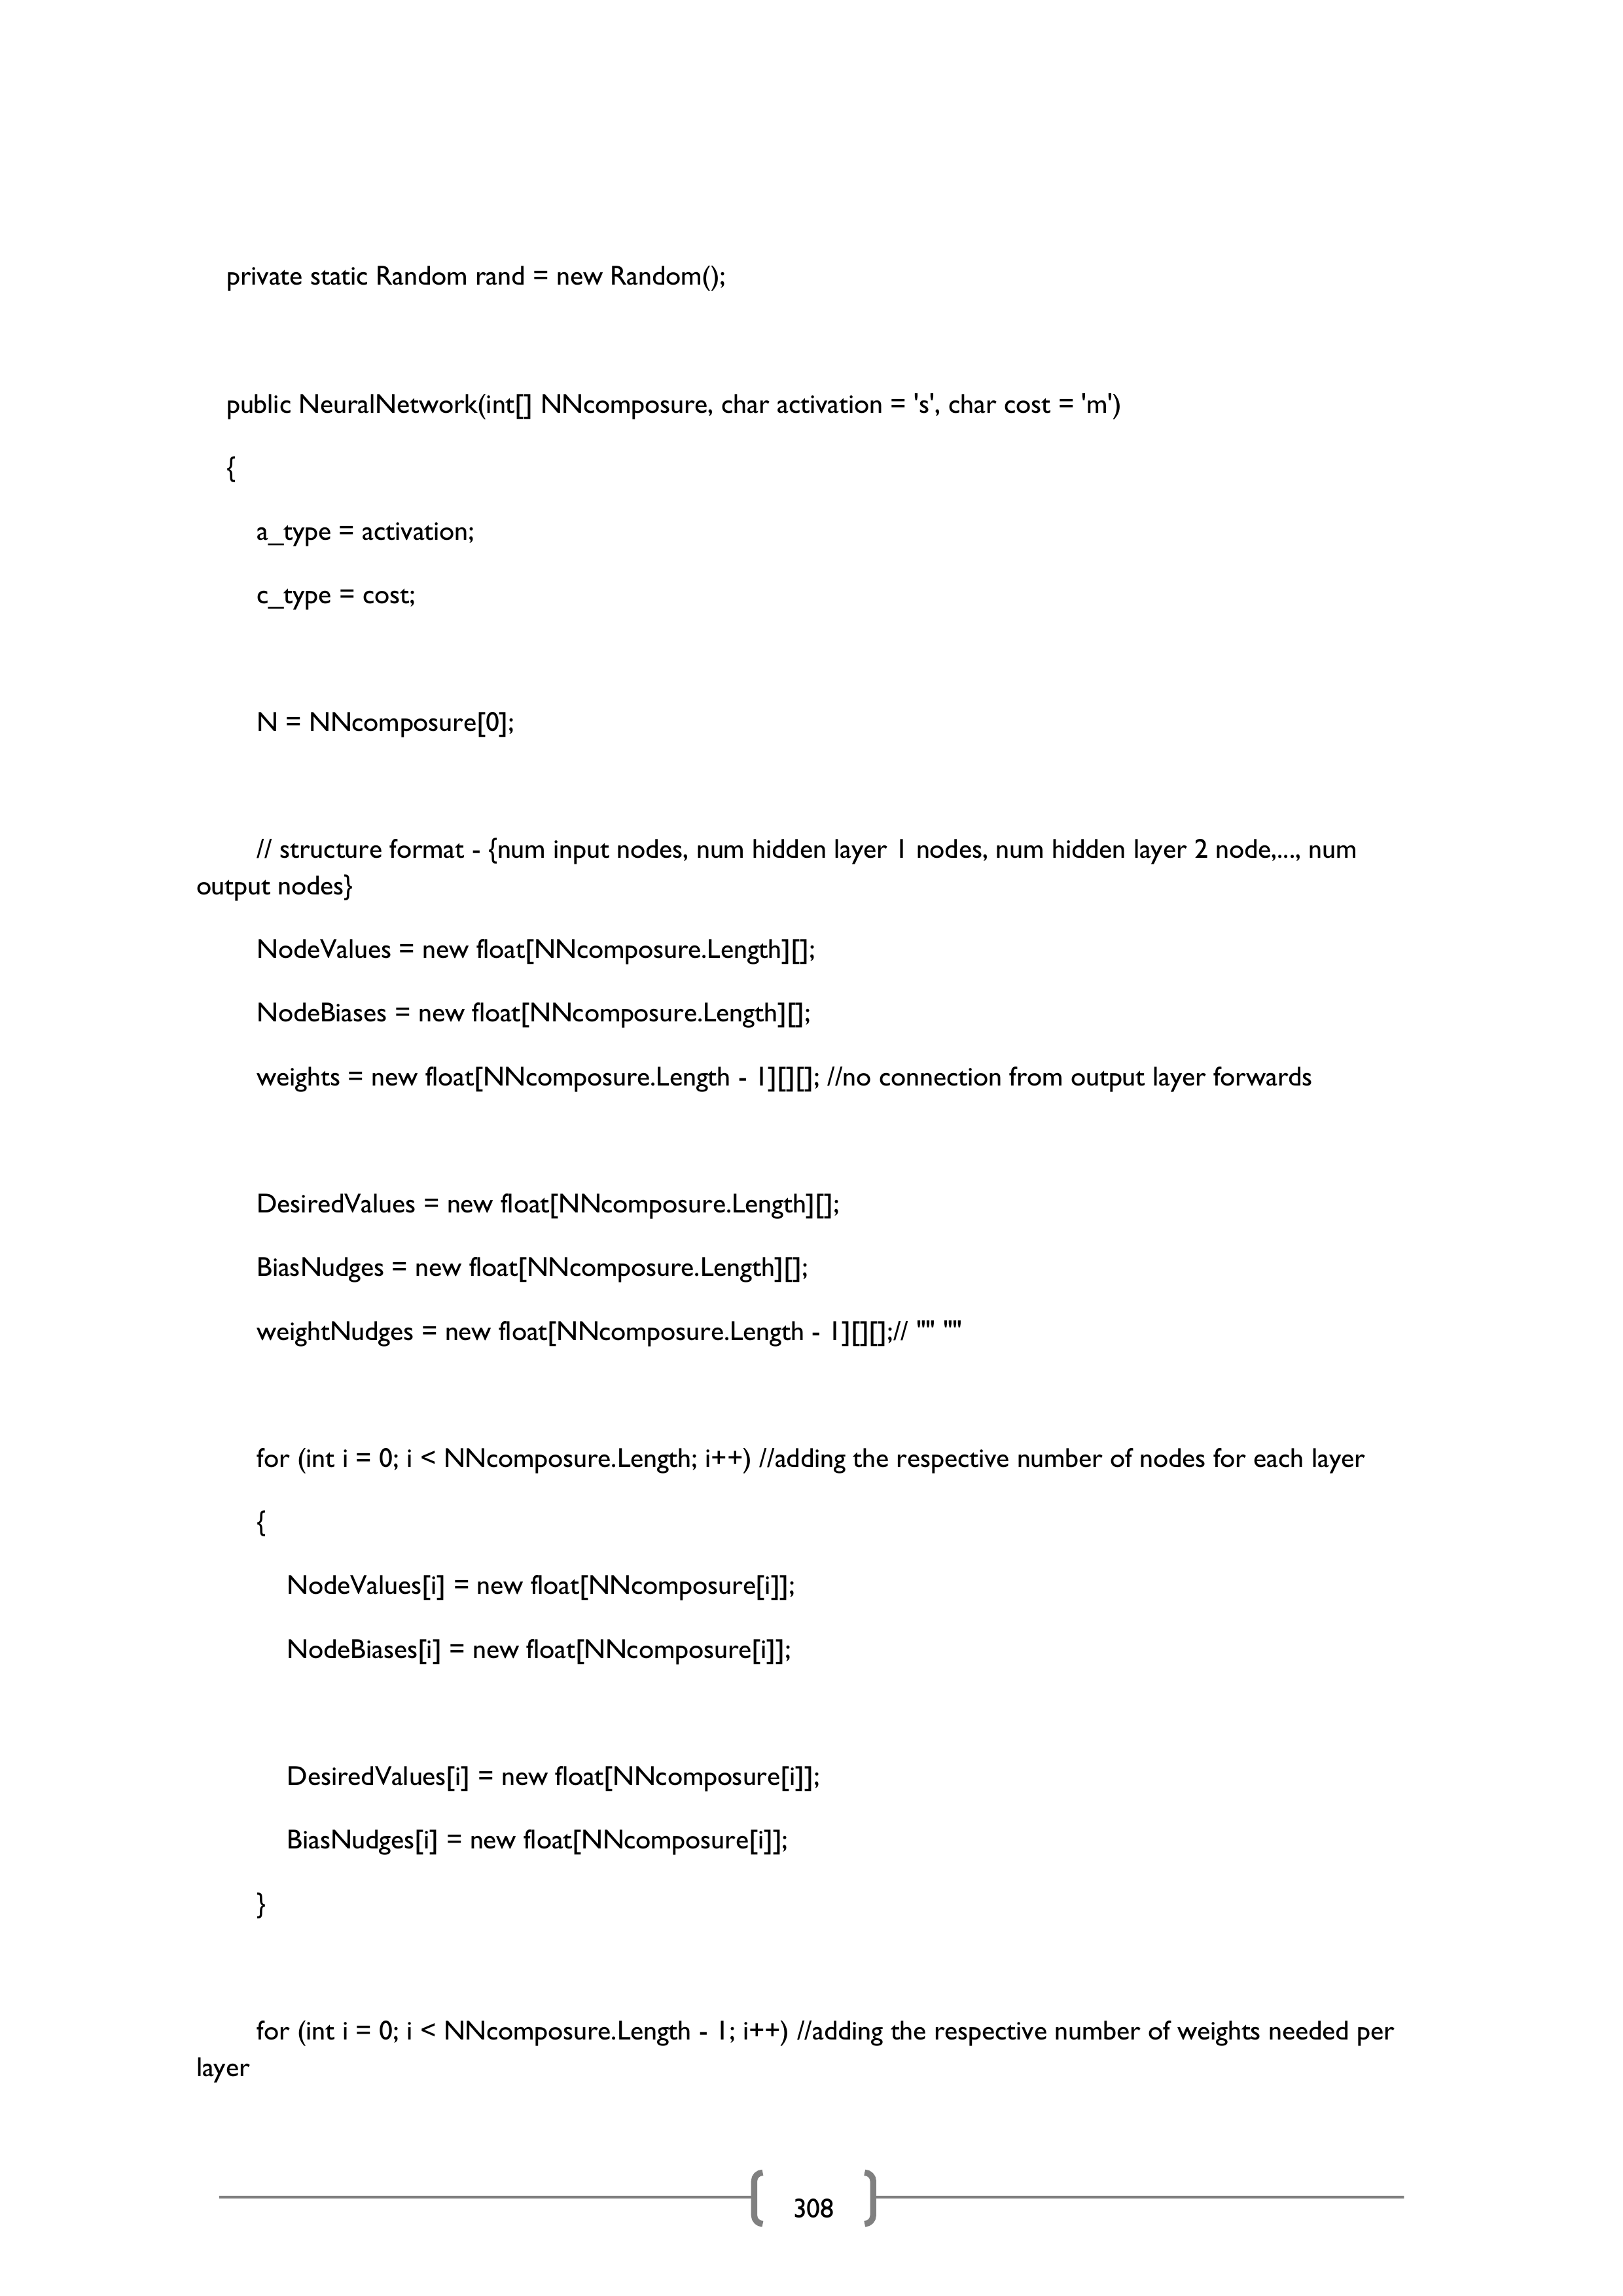 private static Random rand = new Random();
public NeuralNetwork(int[] NNcomposure, char activation = 's', char cost = 'm')
{
a_type = activation;
c_type = cost;
N = NNcomposure[0];
// structure format - {num input nodes, num hidden layer 1 nodes, num hidden layer 2 node,..., num
output nodes}
NodeValues = new float[NNcomposure.Length][];
NodeBiases = new float[NNcomposure.Length][];
weights = new float[NNcomposure.Length - 1][][]; //no connection from output layer forwards
DesiredValues = new float[NNcomposure.Length][];
BiasNudges = new float[NNcomposure.Length][];
weightNudges = new float[NNcomposure.Length - 1][][];// "" ""
for (int i = 0; i < NNcomposure.Length; i++) //adding the respective number of nodes for each layer
{
NodeValues[i] = new float[NNcomposure[i]];
NodeBiases[i] = new float[NNcomposure[i]];
DesiredValues[i] = new float[NNcomposure[i]];
BiasNudges[i] = new float[NNcomposure[i]];
}
for (int i = 0; i < NNcomposure.Length - 1; i++) //adding the respective number of weights needed per
layer
308